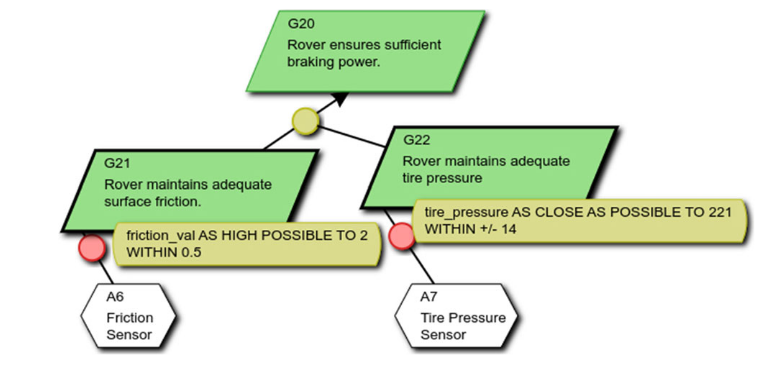 G20
Rover ensures sufficient
braking power.
G21
Rover maintains adequate
surface friction.
G22
Rover maintains adequate
tire pressure
friction_val AS HIGH POSSIBLE TO 2
WITHIN 0.5
tire_pressure AS CLOSE AS POSSIBLE TO 221
WITHIN +/- 14
A6
Friction
Sensor
A7
Tire Pressure
Sensor